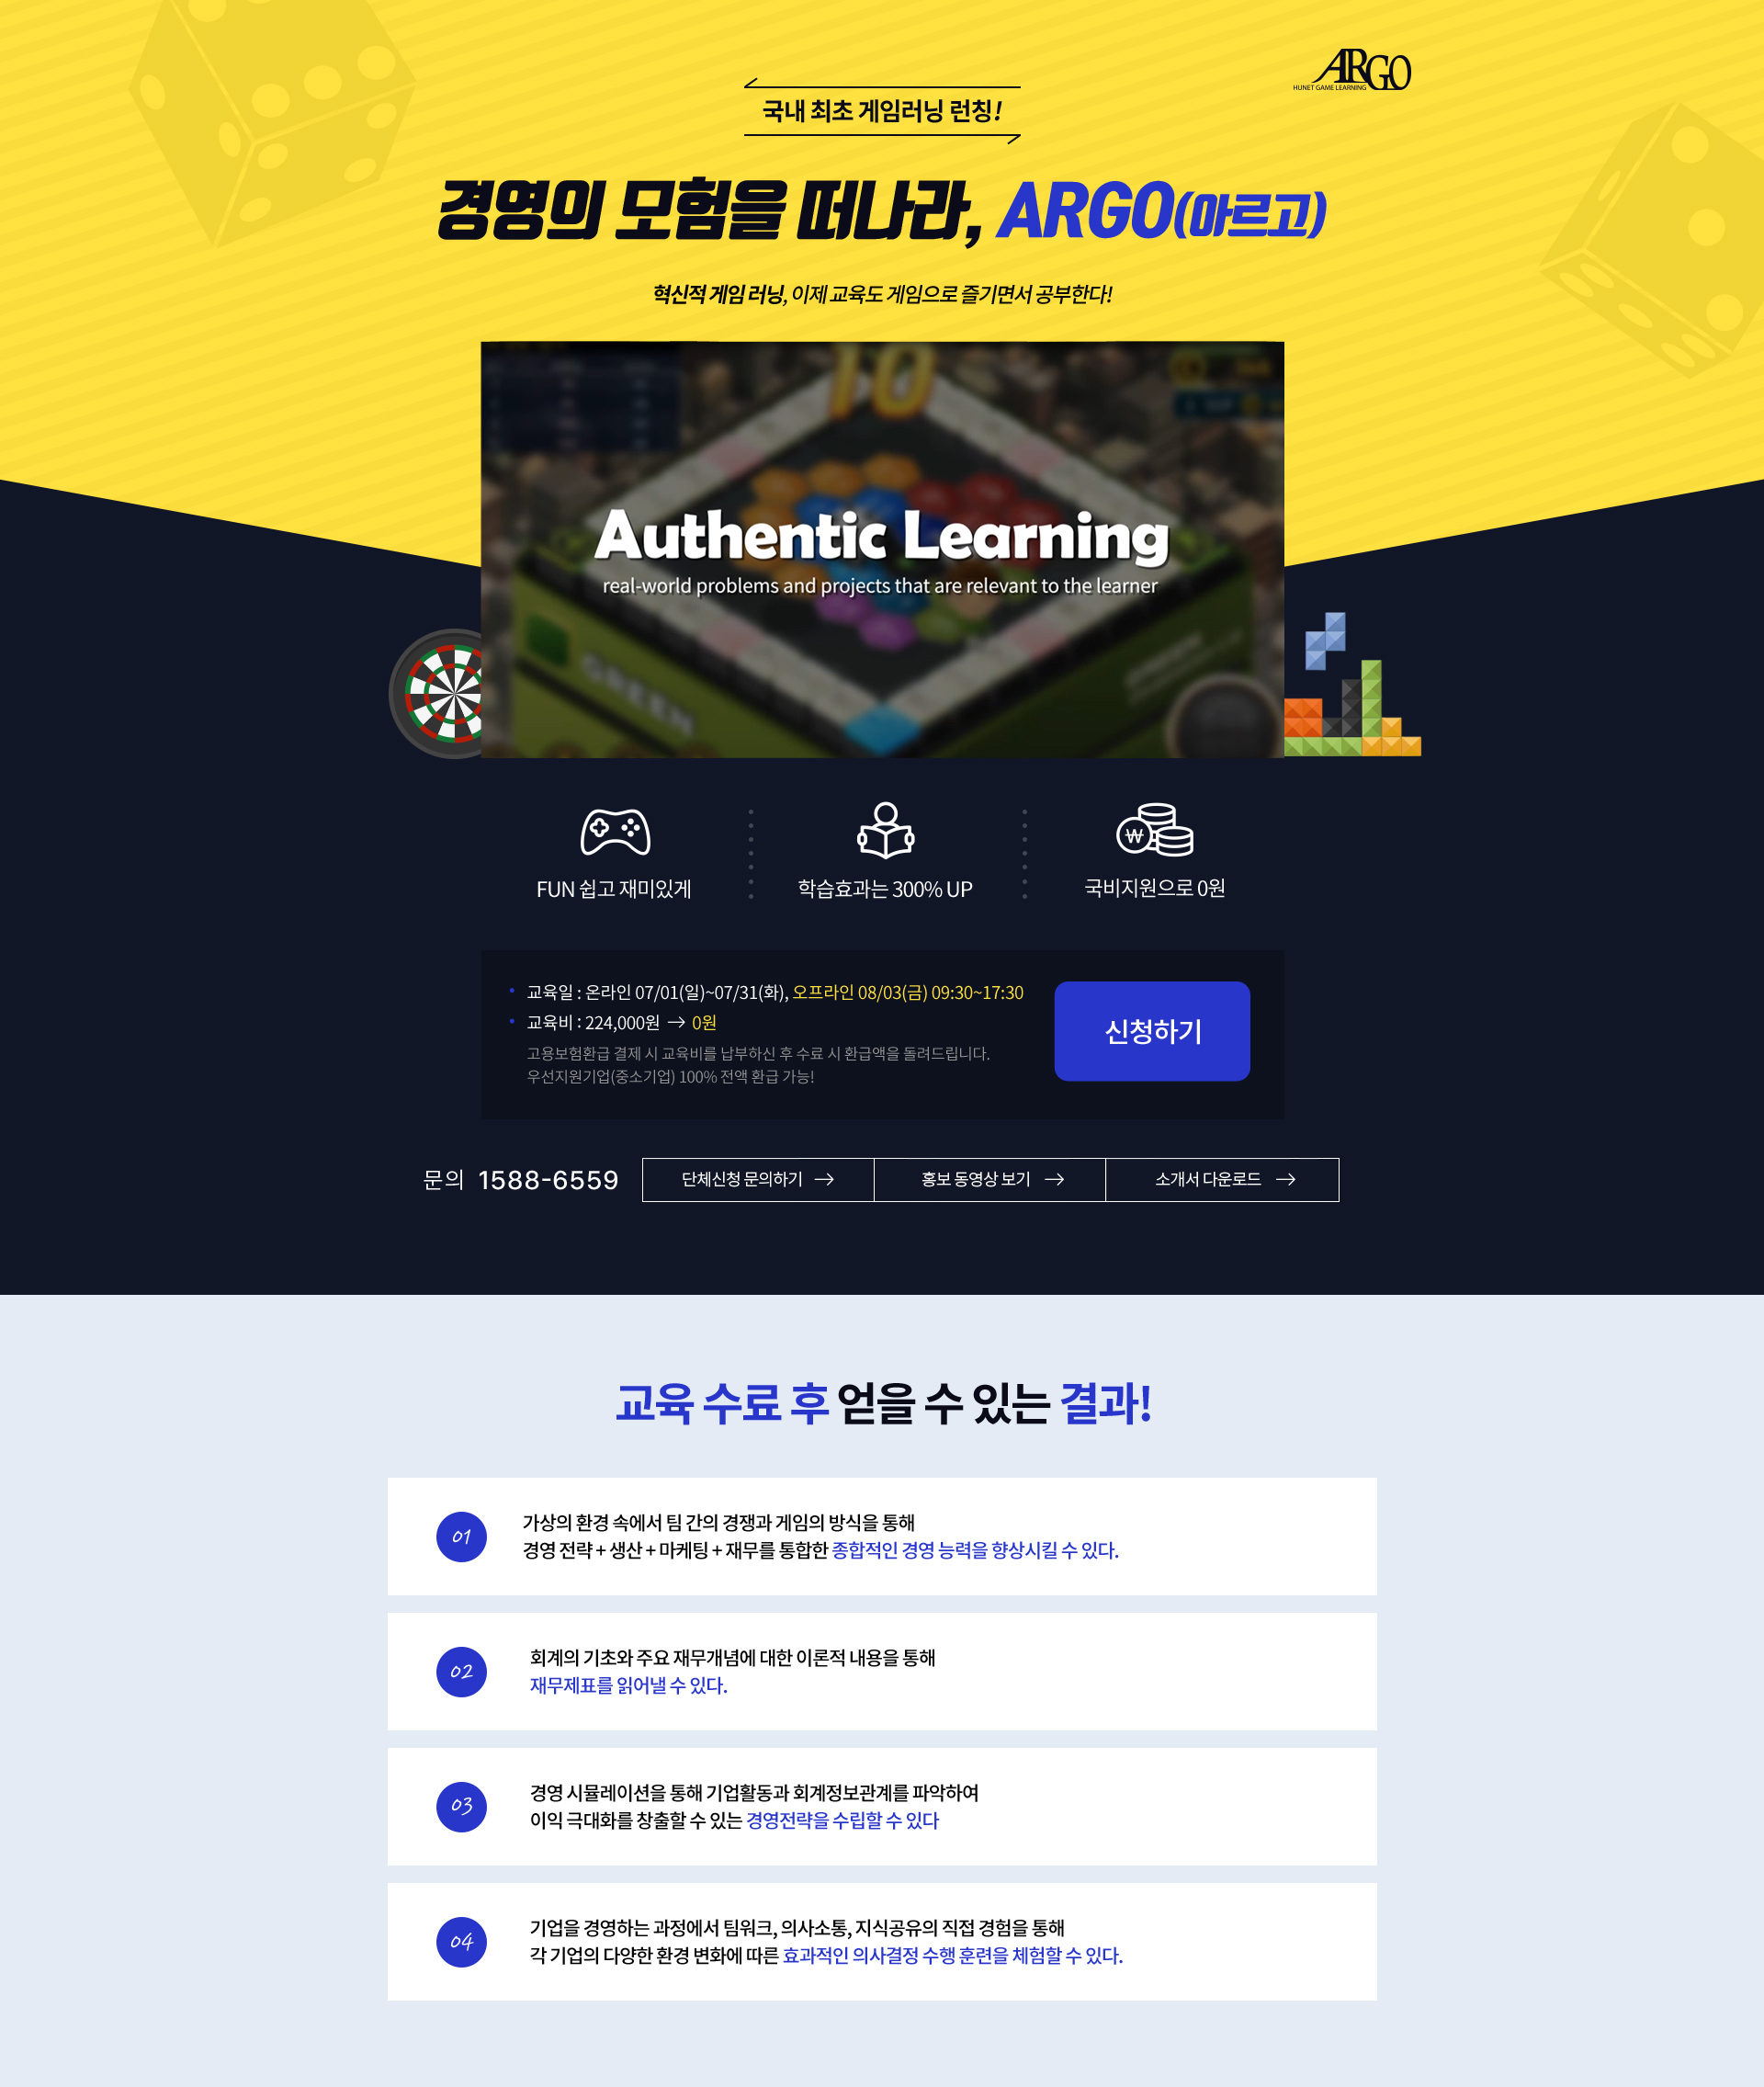 ARGO
HUNET GAME LEARNING
국내 최초 게임러닝 런칭!
경영의 모험을 떠나라, ARGO(아르고)
혁신적 게임 러닝, 이제 교육도 게임으로 즐기면서 공부한다!
10
Authentic Learning
real-world problems and projects that are relevant to the learner
GREEN
FUN 쉽고 재미있게
학습효과는 300% UP
국비지원으로 0원
• 교육일 : 온라인 07/01(일)~07/31(화), 오프라인 08/03(금) 09:30~17:30
• 교육비 : 224,000원 → 0원
고용보험환급 결제 시 교육비를 납부하신 후 수료 시 환급액을 돌려드립니다.
우선지원기업(중소기업) 100% 전액 환급 가능!
신청하기
문의 1588-6559
단체신청 문의하기 →
홍보 동영상 보기 →
소개서 다운로드 →
교육 수료 후 얻을 수 있는 결과!
01
가상의 환경 속에서 팀 간의 경쟁과 게임의 방식을 통해
경영 전략 + 생산 + 마케팅 + 재무를 통합한 종합적인 경영 능력을 향상시킬 수 있다.
02
회계의 기초와 주요 재무개념에 대한 이론적 내용을 통해
재무제표를 읽어낼 수 있다.
03
경영 시뮬레이션을 통해 기업활동과 회계정보관계를 파악하여
이익 극대화를 창출할 수 있는 경영전략을 수립할 수 있다
04
기업을 경영하는 과정에서 팀워크, 의사소통, 지식공유의 직접 경험을 통해
각 기업의 다양한 환경 변화에 따른 효과적인 의사결정 수행 훈련을 체험할 수 있다.